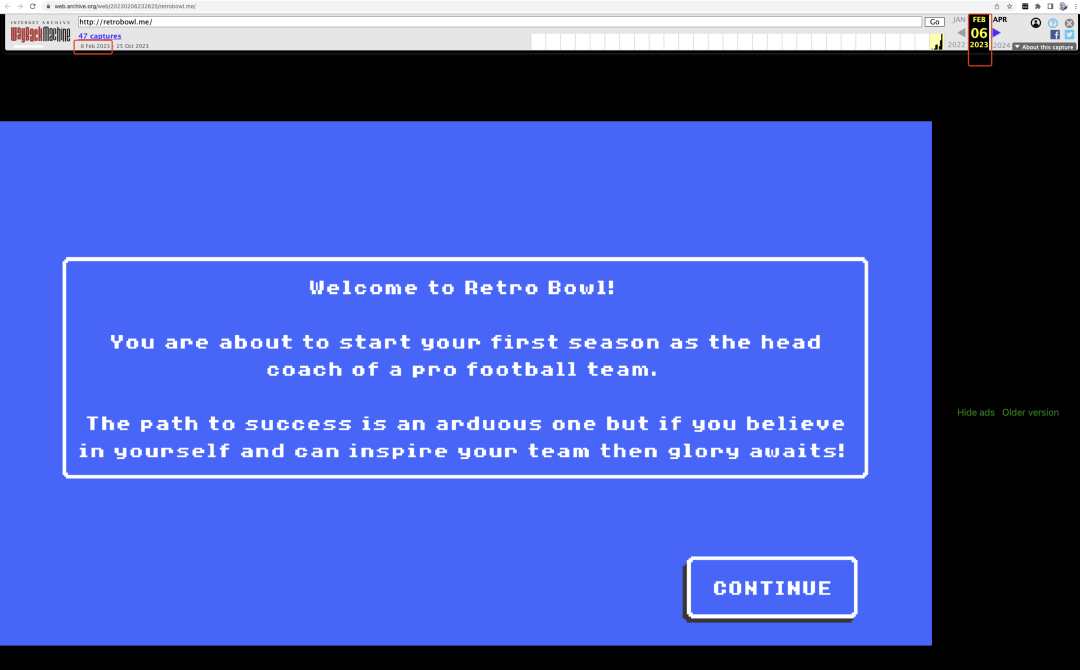 web.archive.org/web/20230206232626/retrobowl.me/
INTERNET ARCHIVE
WayBackMachine
http://retrobowl.me/
Go
JAN
FEB
APR
47 captures
06
6 Feb 2023 - 25 Oct 2023
2022
2023
2024
About this capture
Welcome to Retro Bowl!
You are about to start your first season as the head
coach of a pro football team.
The path to success is an arduous one but if you believe
in yourself and can inspire your team then glory awaits!
Hide ads Older version
CONTINUE